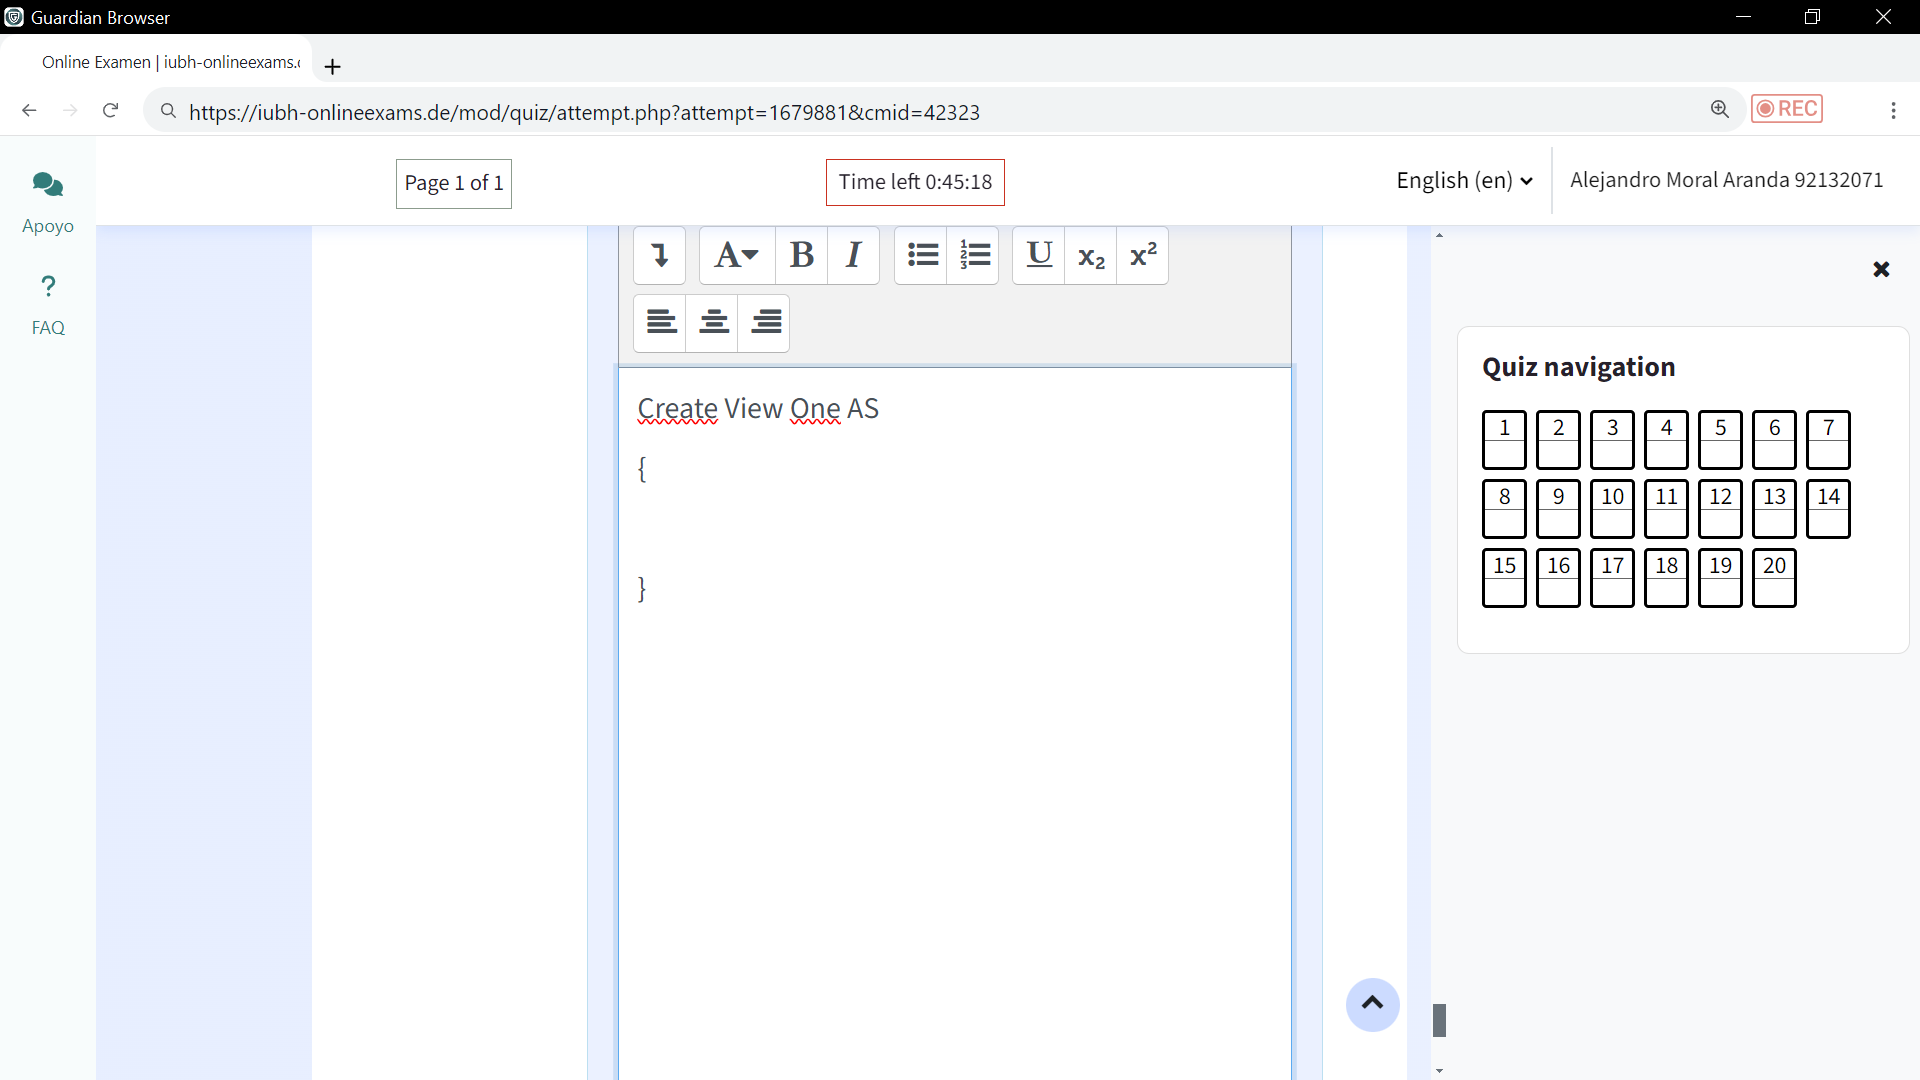 Guardian Browser
Online Examen | iubh-onlineexams.
https://iubh-onlineexams.de/mod/quiz/attempt.php?attempt=1679881&cmid=42323
REC
Apoyo
?
FAQ
Page 1 of 1
Time left 0:45:18
English (en)
Alejandro Moral Aranda 92132071
A B I U x₂ x²
Create View One AS
{
}
Quiz navigation
1 2 3 4 5 6 7
8 9 10 11 12 13 14
15 16 17 18 19 20